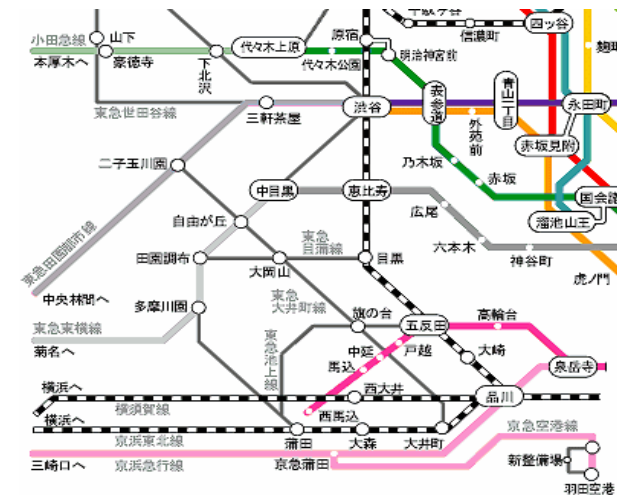 四ッ谷
信濃町
原宿
山下
小田急線
代々木上原
明治神宮前
本厚木へ
豪徳寺
下北沢
代々木公園
表参道
青山一丁目
永田町
渋谷
三軒茶屋
東急世田谷線
外苑前
赤坂見附
乃木坂
二子玉川園
赤坂
中目黒
恵比寿
広尾
溜池山王
自由が丘
六本木
東急目蒲線
田園調布
大岡山
目黒
神谷町
虎ノ門
東急田園都市線
中央林間へ
多摩川園
東急大井町線
旗の台
五反田
高輪台
東急東横線
菊名へ
東急池上線
中延
戸越
馬込
大崎
泉岳寺
横浜へ
西大井
品川
横須賀線
西馬込
横浜へ
京浜東北線
蒲田
大森
大井町
京急空港線
三崎口へ
京浜急行線
京急蒲田
新整備場
羽田空港